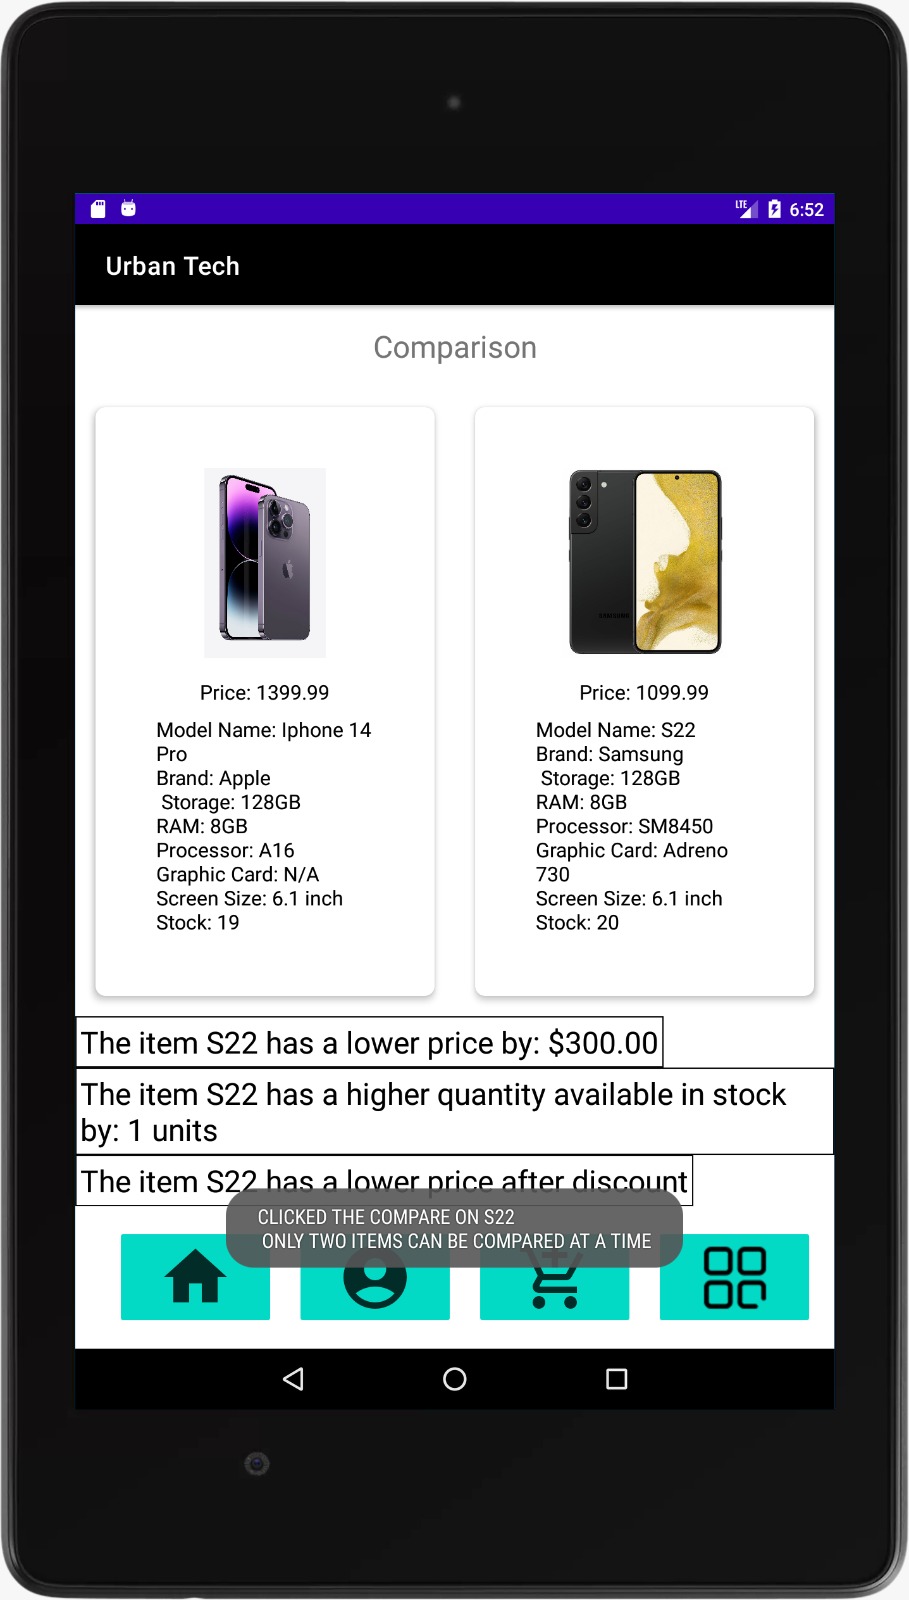 LTE 6:52
Urban Tech
Comparison
SAMSUNG
Price: 1399.99
Model Name: Iphone 14
Pro
Brand: Apple
Storage: 128GB
RAM: 8GB
Processor: A16
Graphic Card: N/A
Screen Size: 6.1 inch
Stock: 19
Price: 1099.99
Model Name: S22
Brand: Samsung
Storage: 128GB
RAM: 8GB
Processor: SM8450
Graphic Card: Adreno
730
Screen Size: 6.1 inch
Stock: 20
The item S22 has a lower price by: $300.00
The item S22 has a higher quantity available in stock
by: 1 units
The item S22 has a lower price after discount
CLICKED THE COMPARE ON S22
ONLY TWO ITEMS CAN BE COMPARED AT A TIME